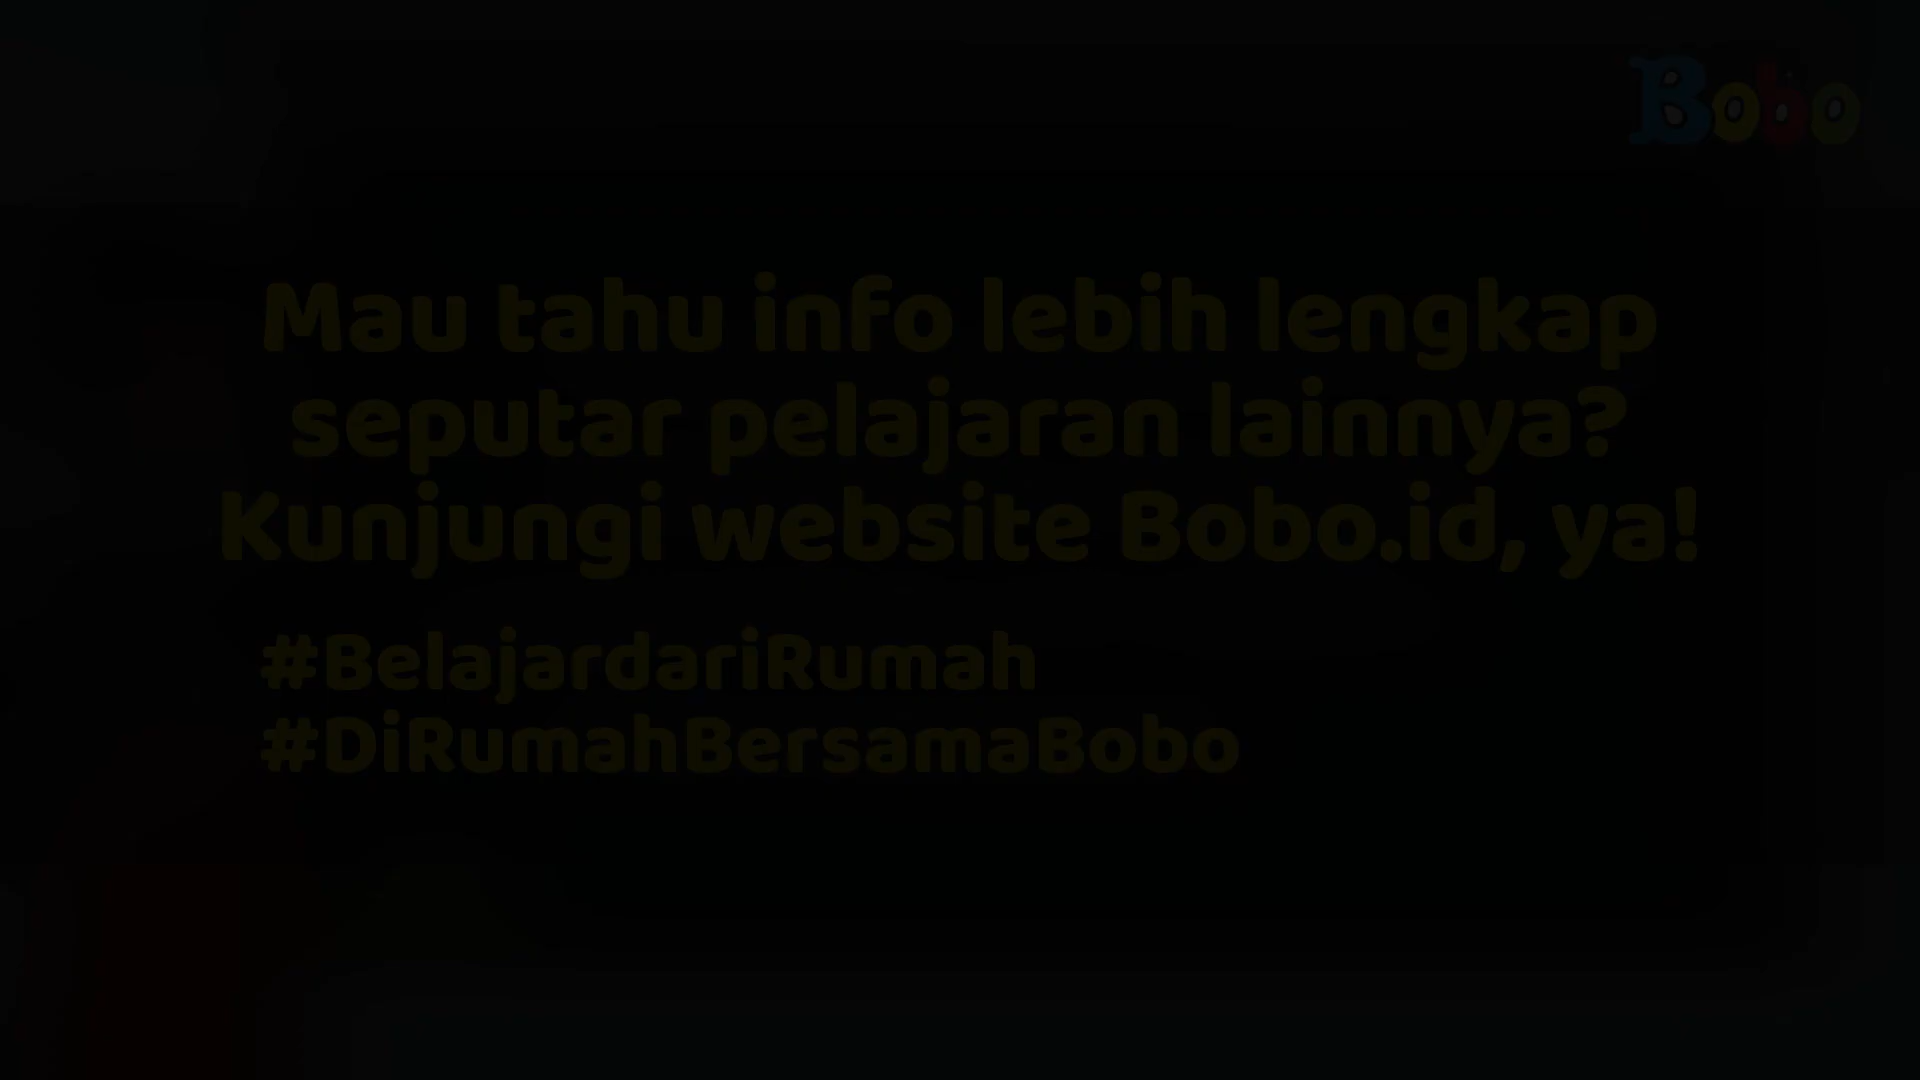 Bobo
Mau tahu info lebih lengkap
seputar pelajaran lainnya?
Kunjungi website Bobo.id, ya!
#BelajardariRumah
#DiRumahBersamaBobo